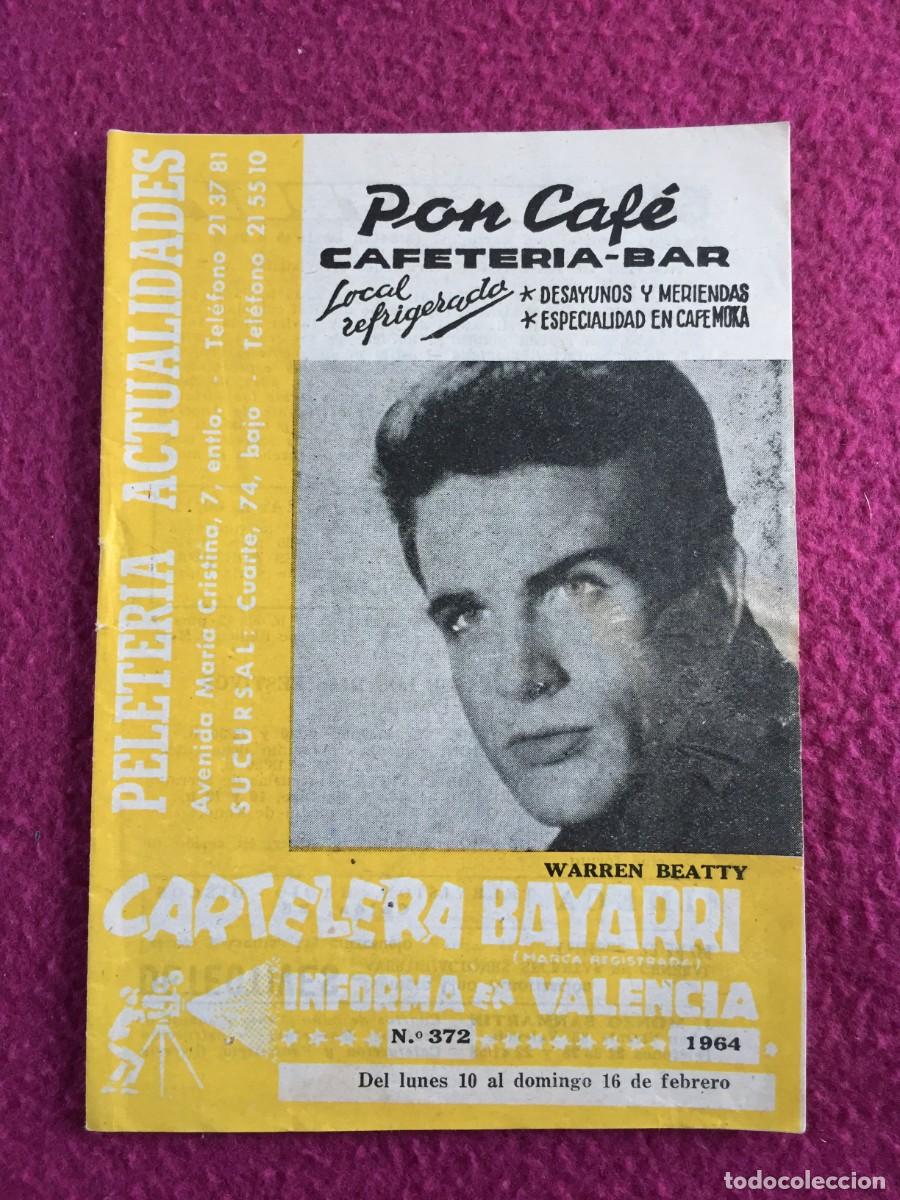 PELETERIA ACTUALIDADES
Avenida María Cristina, 7, entlo. - Teléfono 21 37 81
SUCURSAL: Cuarte, 74, bajo - Teléfono 21 55 10
Pon Café
CAFETERIA-BAR
Local refrigerado
* DESAYUNOS Y MERIENDAS
* ESPECIALIDAD EN CAFE MOKA
WARREN BEATTY
CARTELERA BAYARRI
(MARCA REGISTRADA)
INFORMA EN VALENCIA
N.º 372
1964
Del lunes 10 al domingo 16 de febrero
todocoleccion.net